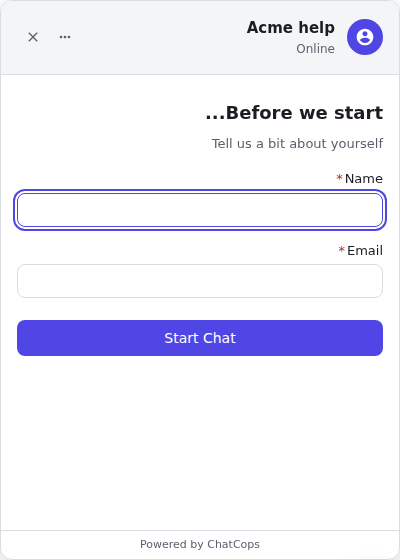 Acme help
Online
...Before we start
Tell us a bit about yourself
*Name
*Email
Start Chat
Powered by ChatCops